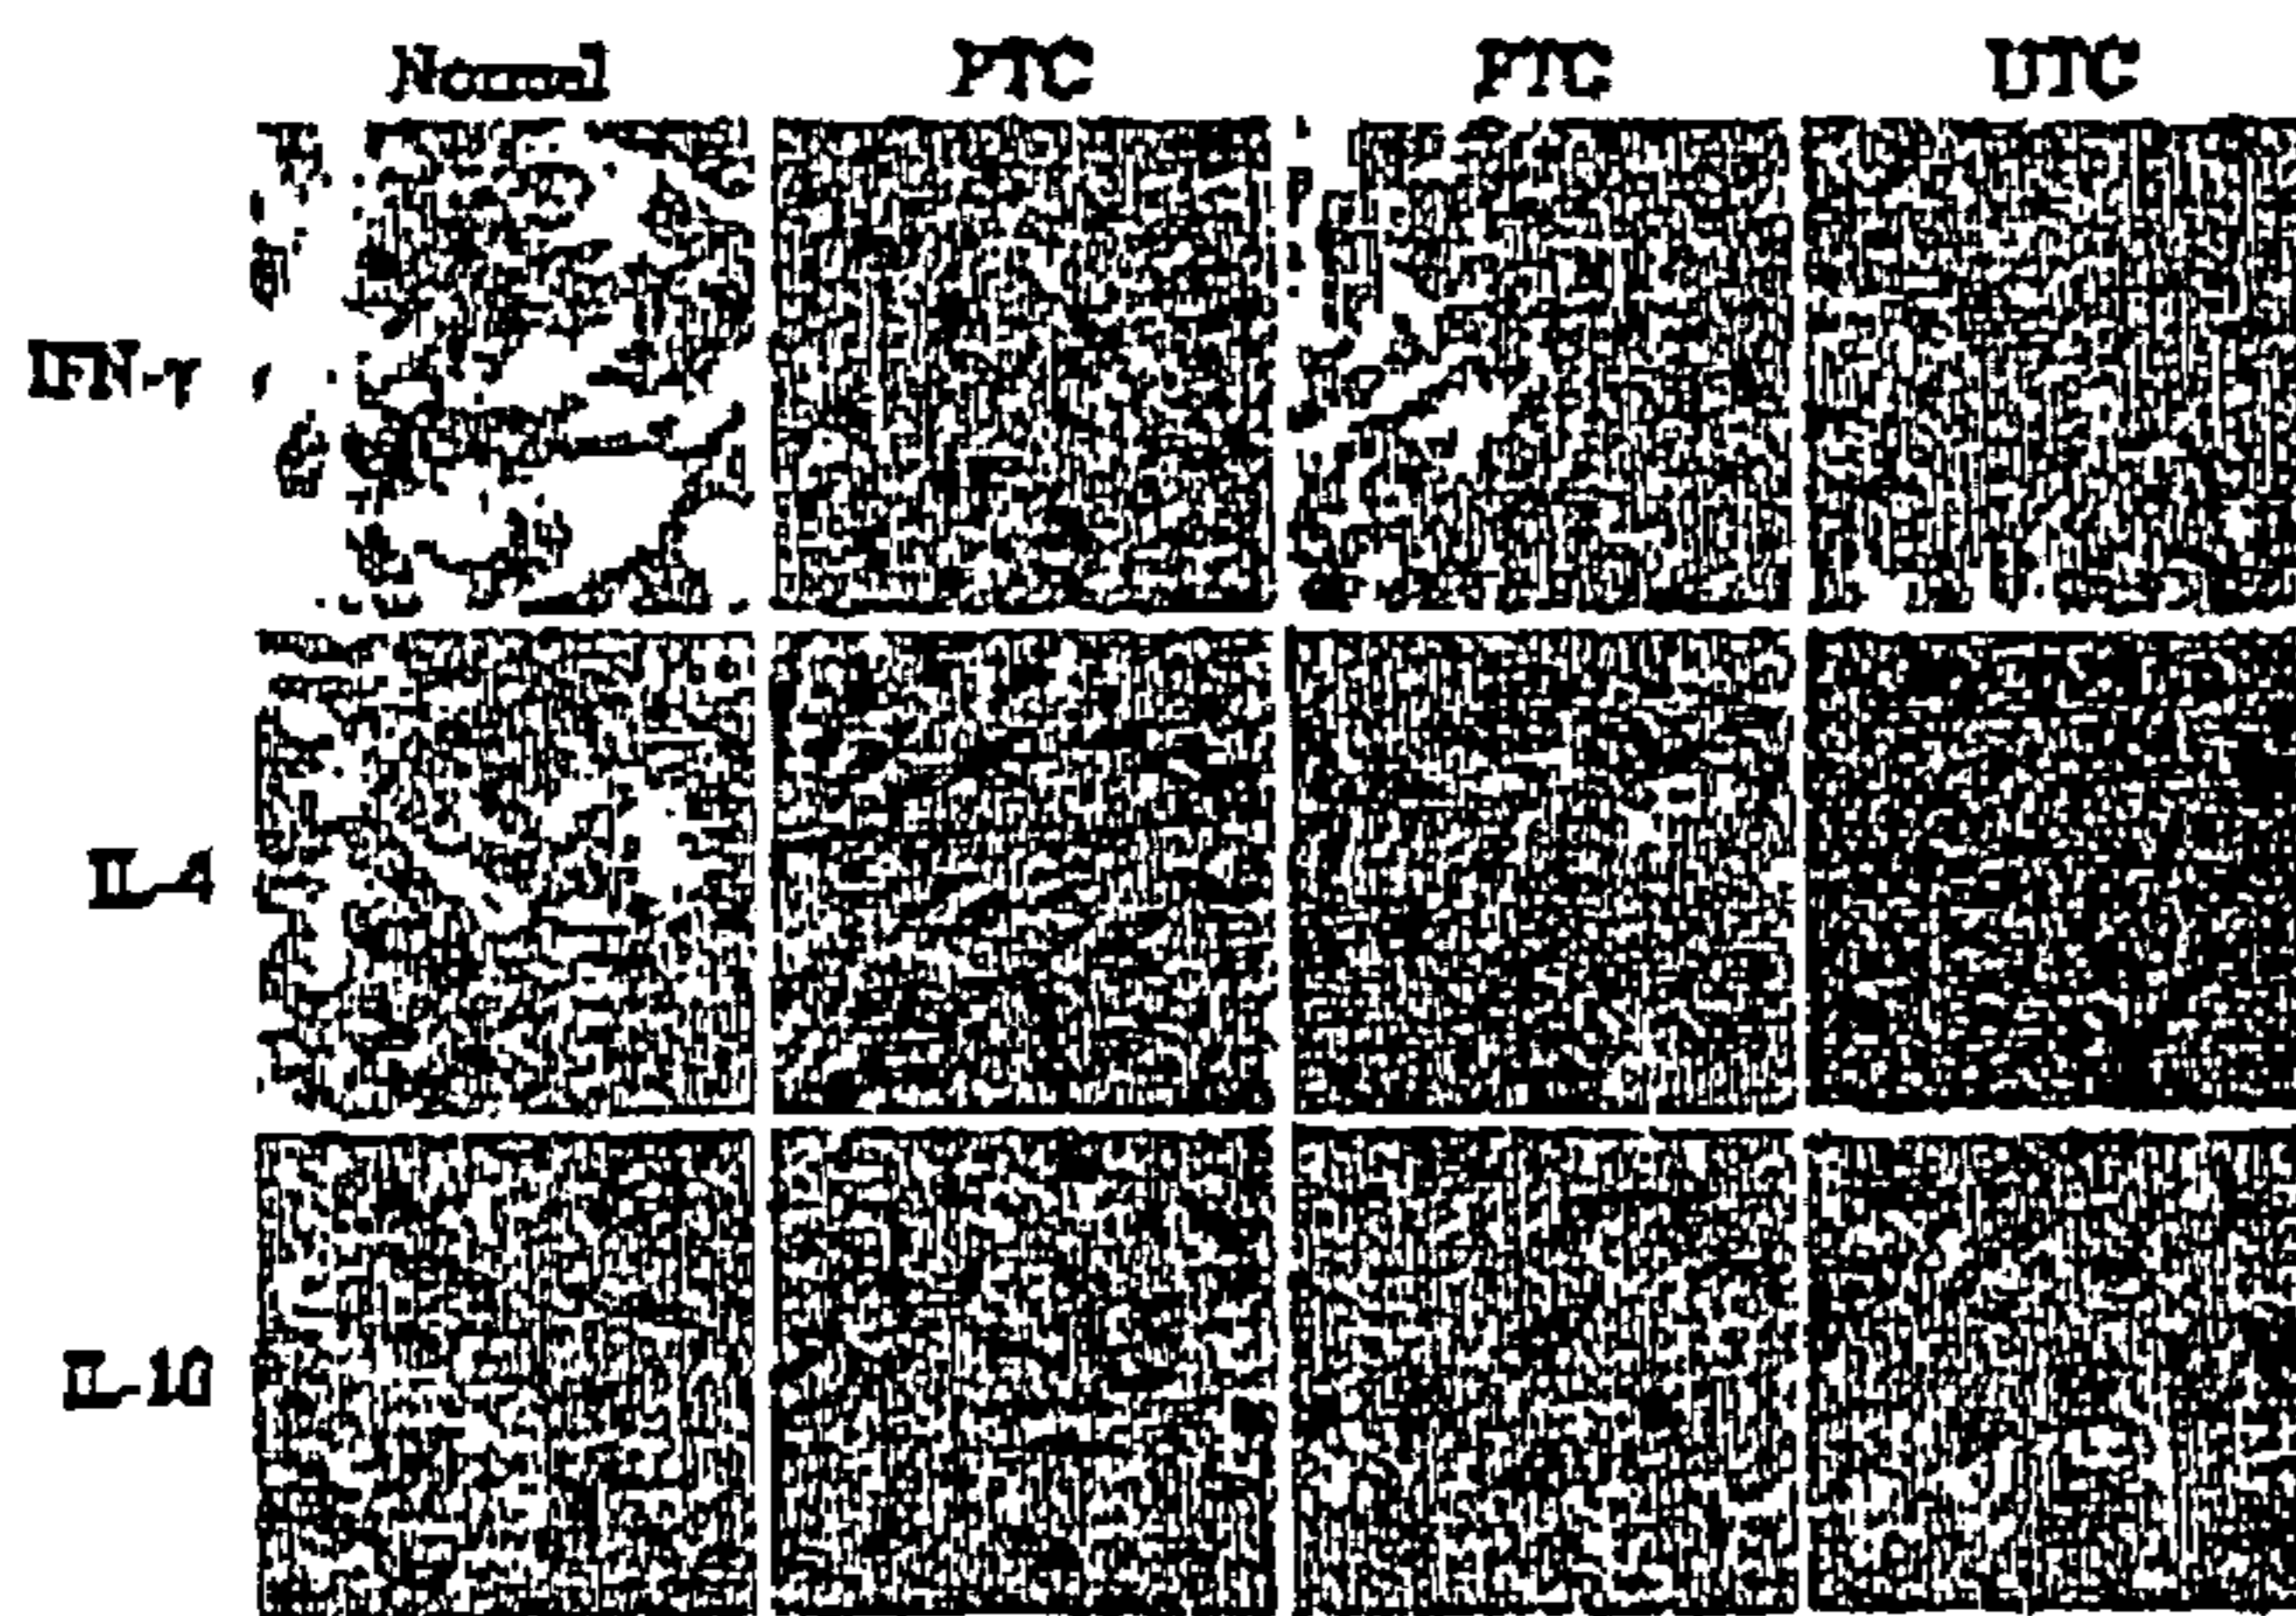 Normal PTC FTC UTC
IFN-γ
IL-4
IL-10